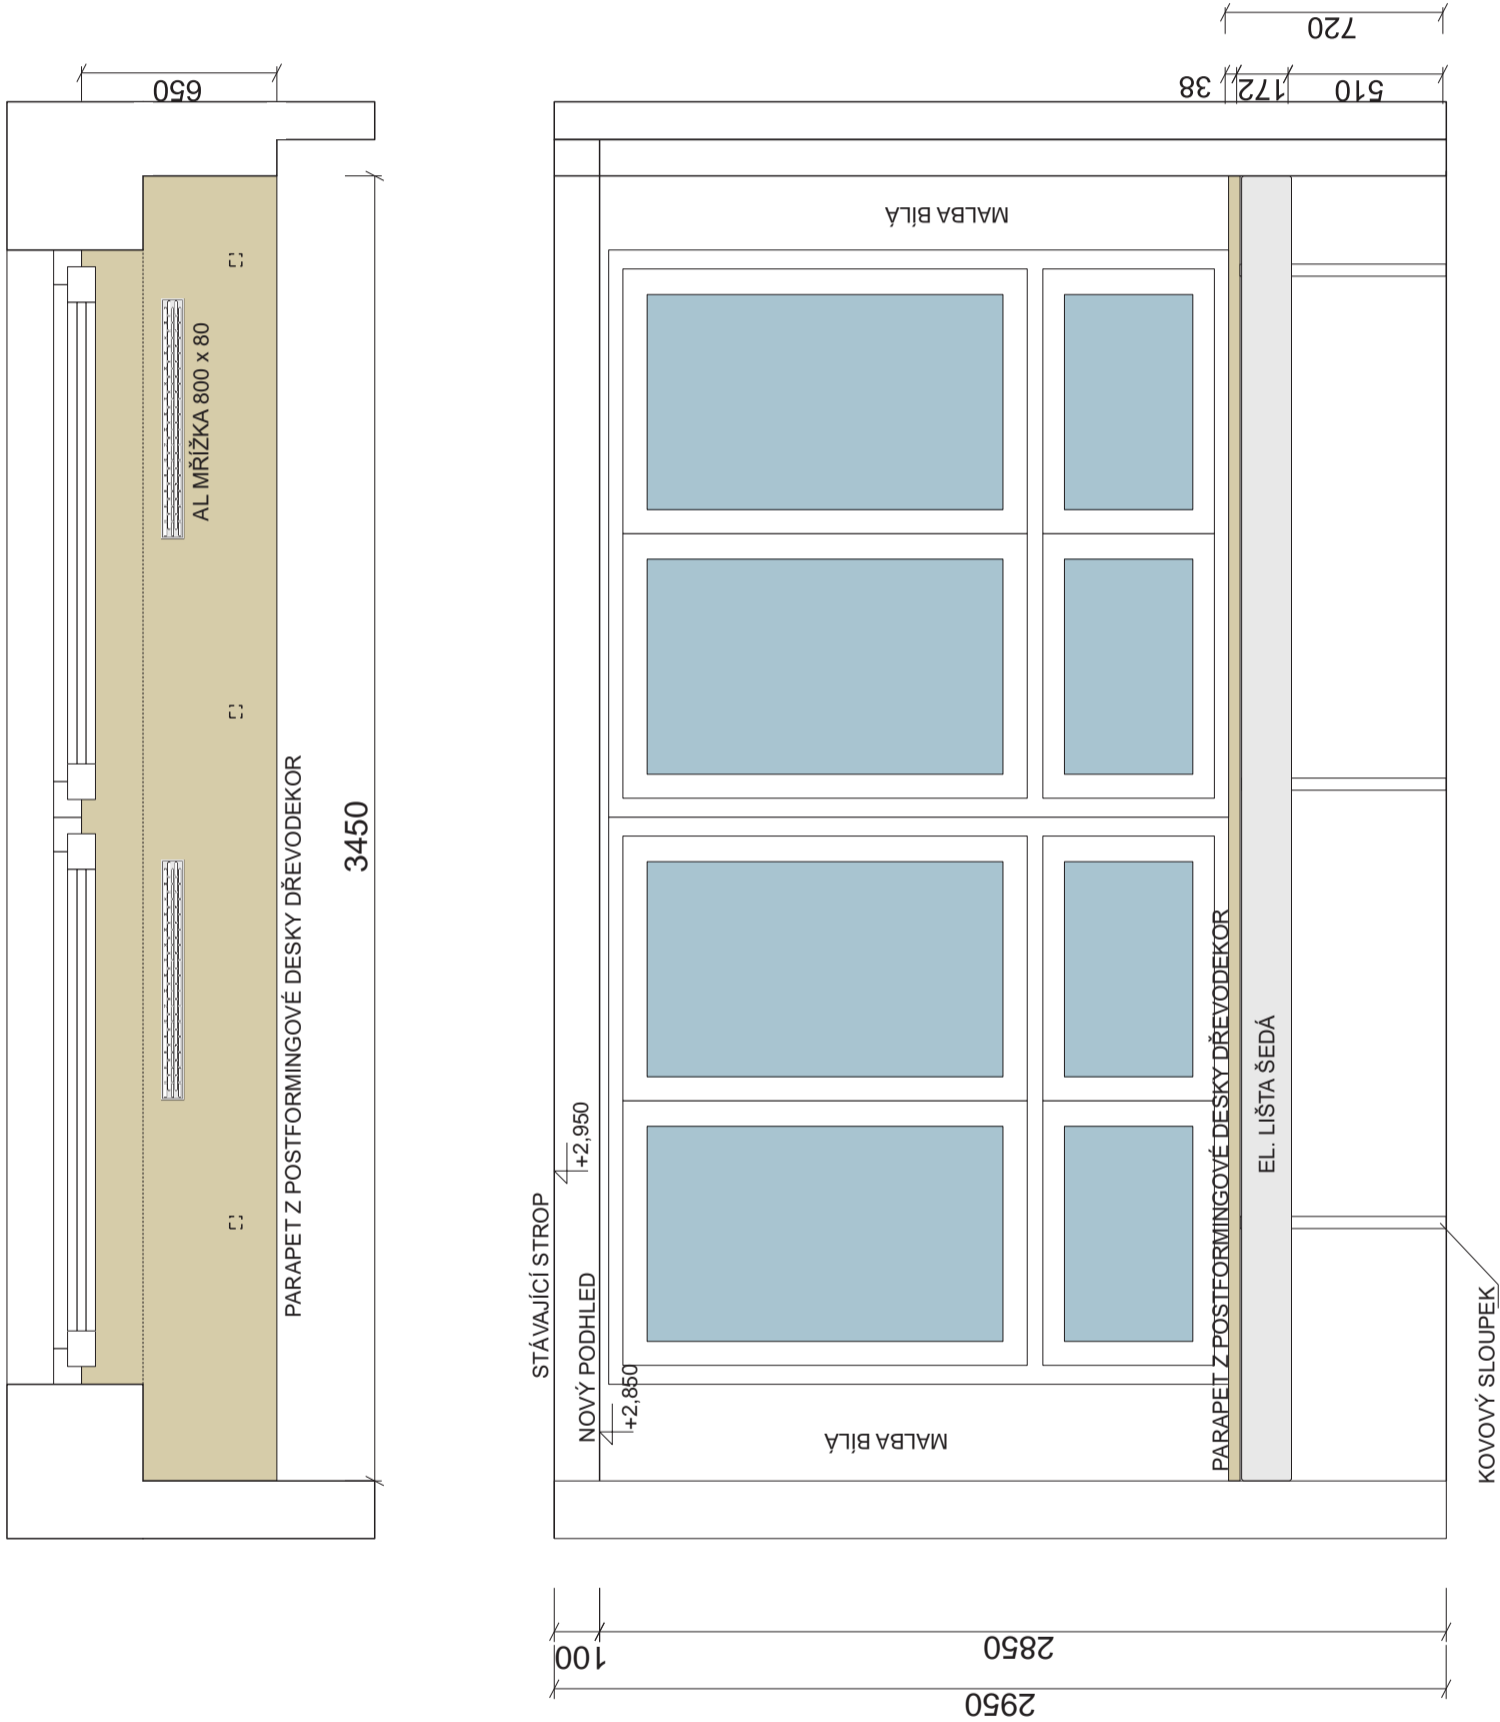 650
AL MŘÍŽKA 800 x 80
PARAPET Z POSTFORMINGOVÉ DESKY DŘEVODEKOR
3450
720
38
172
510
MALBA BÍLÁ
STÁVAJÍCÍ STROP
+2,950
NOVÝ PODHLED
+2,850
MALBA BÍLÁ
PARAPET Z POSTFORMINGOVÉ DESKY DŘEVODEKOR
EL. LIŠTA ŠEDÁ
KOVOVÝ SLOUPEK
100
2850
2950